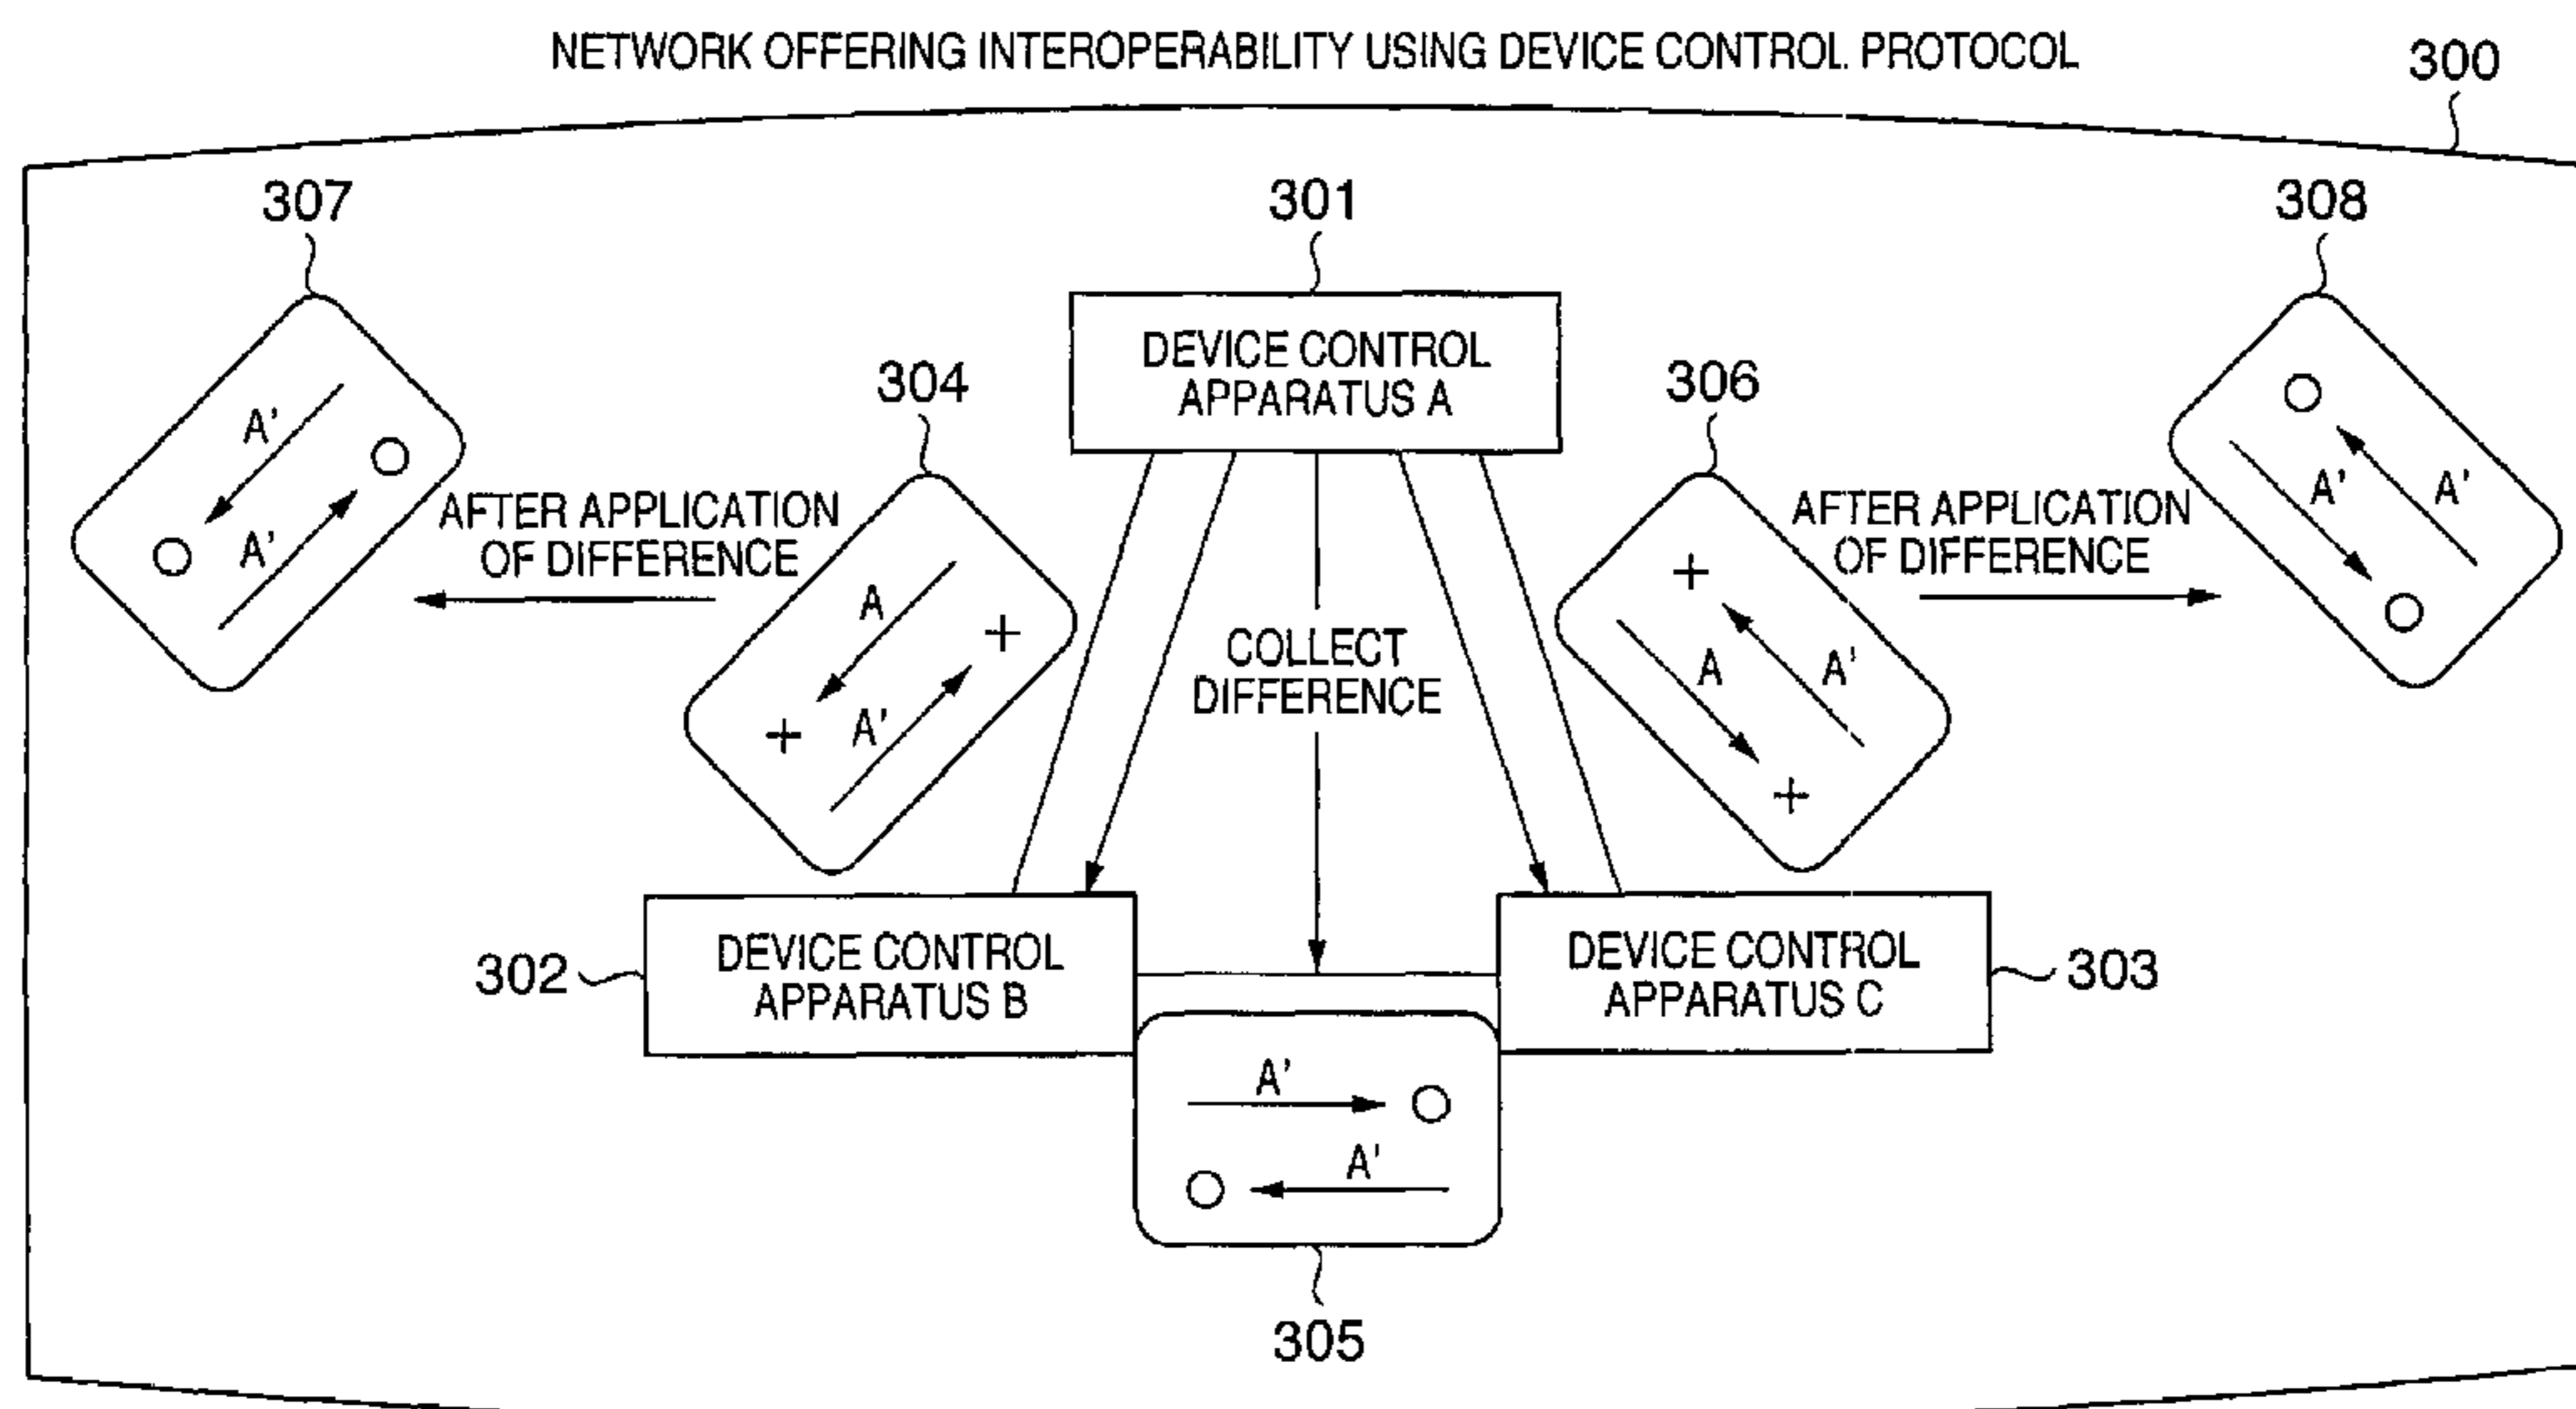 NETWORK OFFERING INTEROPERABILITY USING DEVICE CONTROL PROTOCOL
300
307
301
308
DEVICE CONTROL
APPARATUS A
304
306
A'
A'
AFTER APPLICATION
OF DIFFERENCE
A
+
A'
+
COLLECT
DIFFERENCE
+
A
A'
+
AFTER APPLICATION
OF DIFFERENCE
A'
A'
302
DEVICE CONTROL
APPARATUS B
DEVICE CONTROL
APPARATUS C
303
A'
A'
305